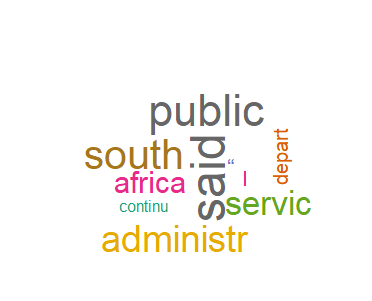 public
south
said
“
depart
africa
l
continu
servic
administr